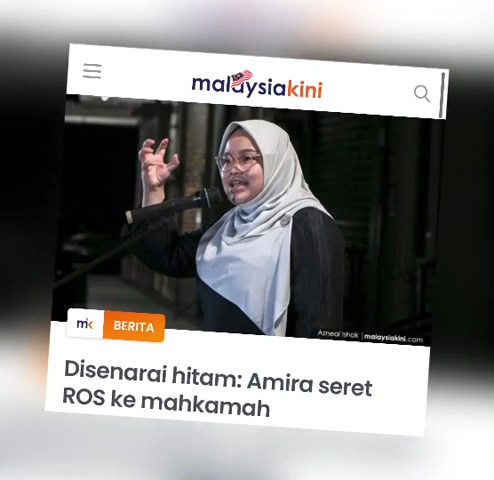 malaysiakini
Azneal Ishak | malaysiakini.com
mk BERITA
Disenarai hitam: Amira seret
ROS ke mahkamah